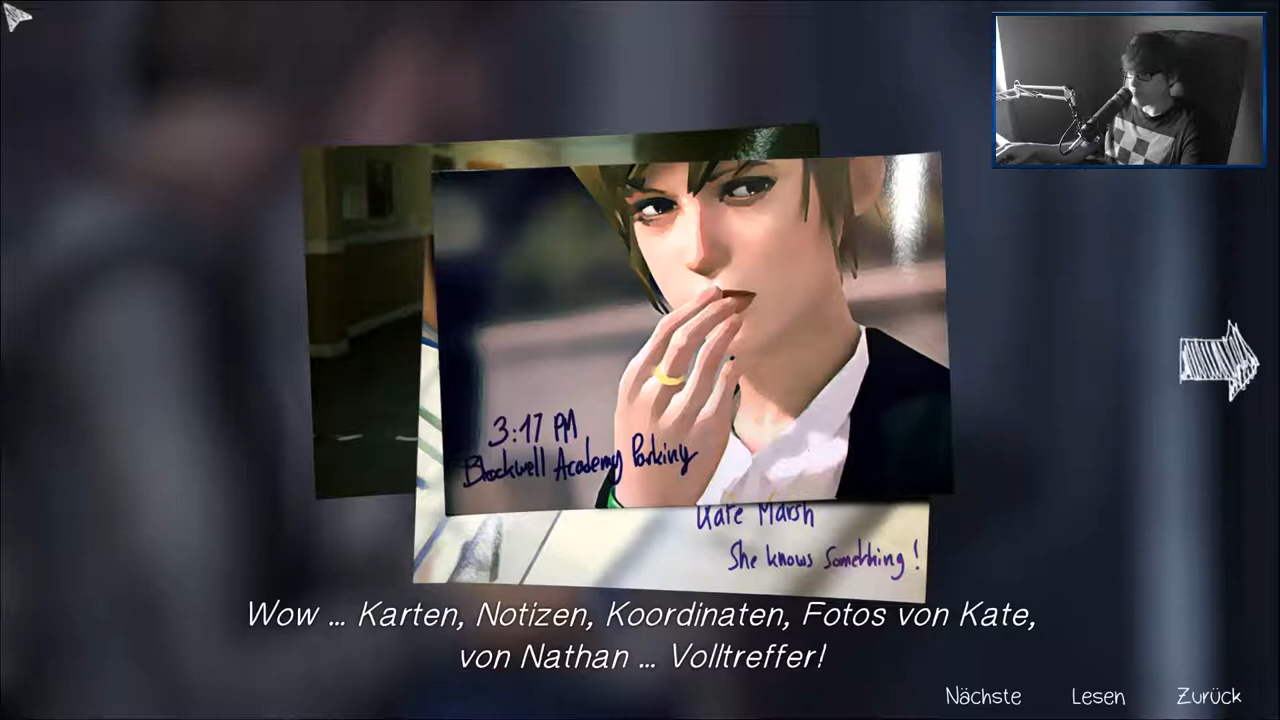 3:17 PM
Blackwell Academy Parking
Kate Marsh
She knows something!
Wow ... Karten, Notizen, Koordinaten, Fotos von Kate,
von Nathan ... Volltreffer!
Nächste Lesen Zurück